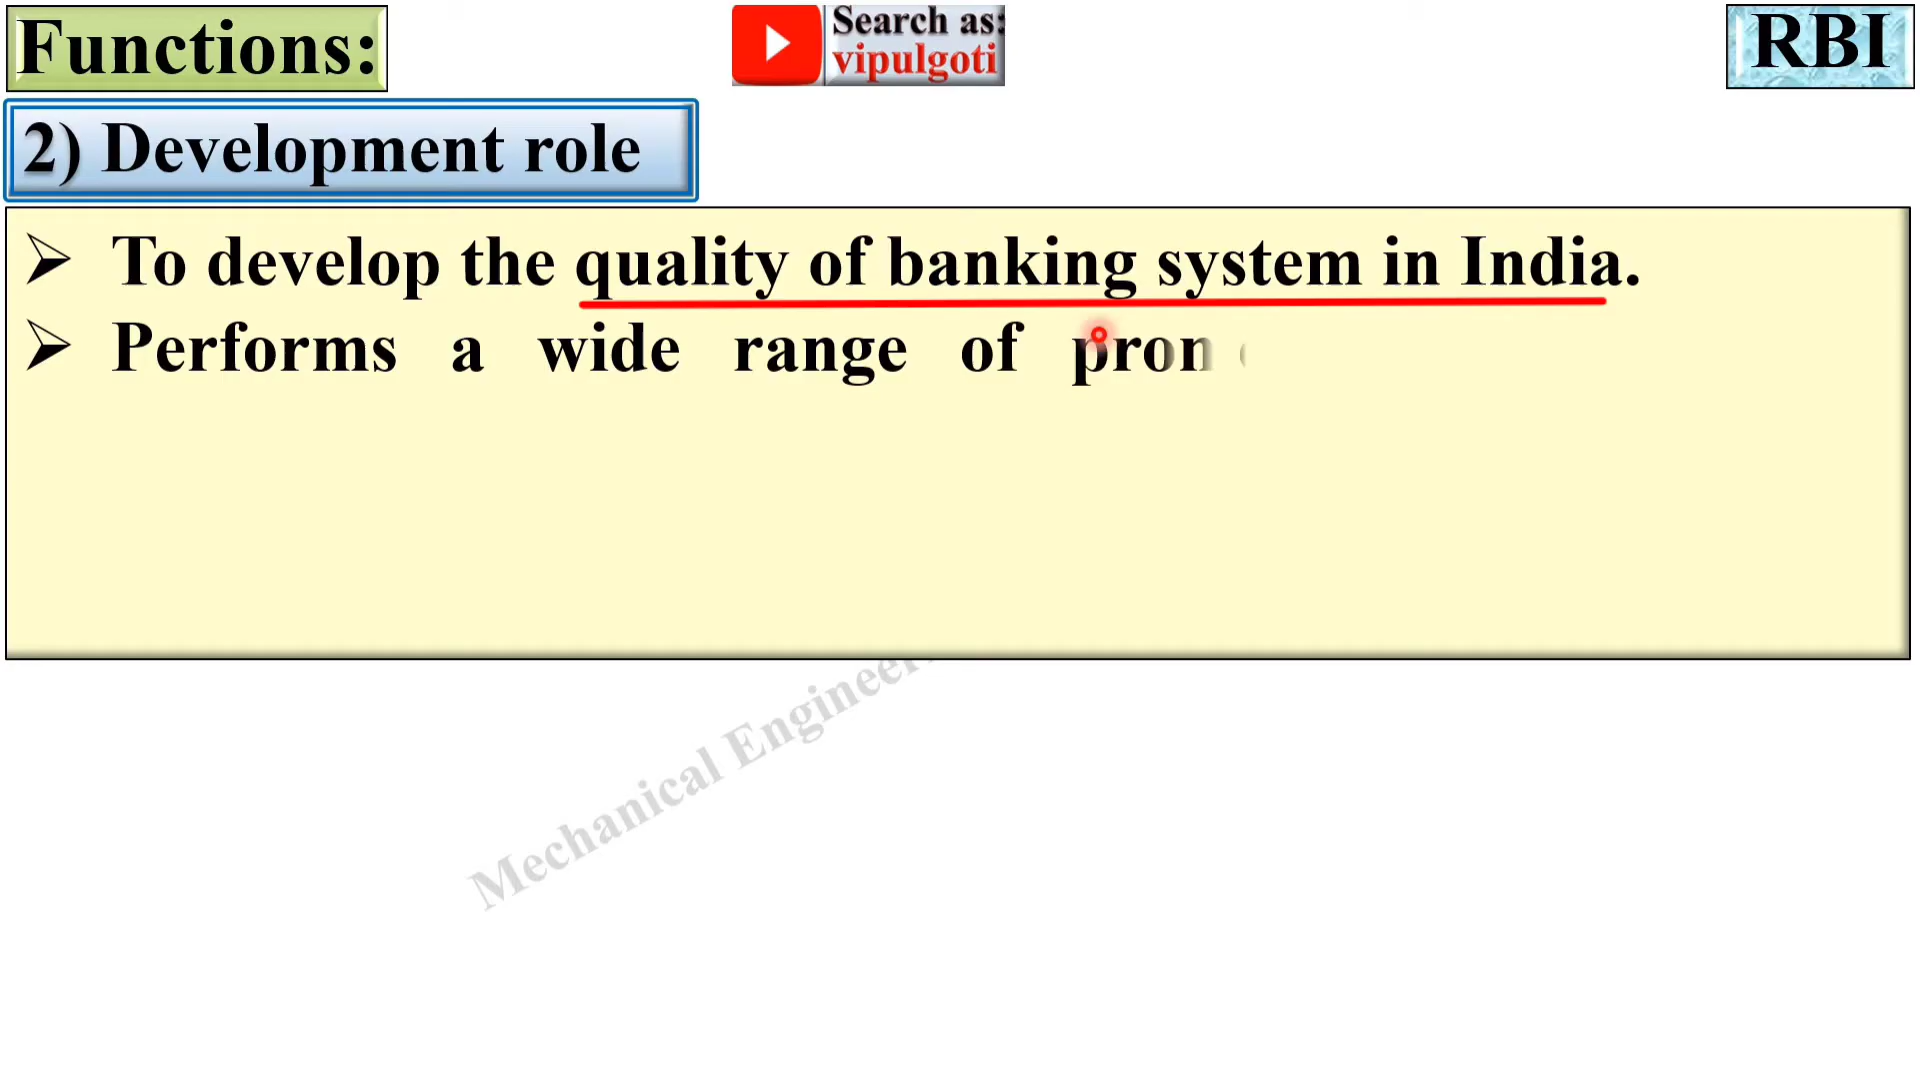 Functions:
Search as:
vipulgoti
RBI
2) Development role
➢ To develop the quality of banking system in India.
➢ Performs a wide range of
Mechanical